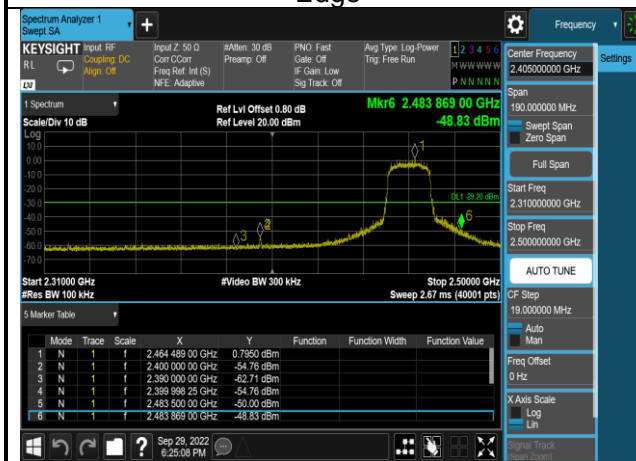 Edge
Spectrum Analyzer 1
Swept SA
Frequency
KEYSIGHT
Input: RF
Coupling: DC
Align: Off
RL
LXI
Input Z: 50 Ω
Corr CCorr
Freq Ref: Int (S)
NFE: Adaptive
#Atten: 30 dB
Preamp: Off
PNO: Fast
Gate: Off
IF Gain: Low
Sig Track: Off
Avg Type: Log-Power
Trig: Free Run
1 2 3 4 5 6
M W W W W W
P N N N N N
Settings
Center Frequency
2.405000000 GHz
Span
190.000000 MHz
Swept Span
Zero Span
Full Span
Start Freq
2.310000000 GHz
Stop Freq
2.500000000 GHz
AUTO TUNE
CF Step
19.000000 MHz
Auto
Man
Freq Offset
0 Hz
X Axis Scale
Log
Lin
Signal Track
(Span Zoom)
1 Spectrum
Scale/Div 10 dB
Ref Lvl Offset 0.80 dB
Ref Level 20.00 dBm
Mkr6 2.483 869 00 GHz
-48.83 dBm
Log
10.0
0.00
-10.0
-20.0
-30.0
-40.0
-50.0
-60.0
-70.0
1
DL1 -29.20 dBm
6
3
Start 2.31000 GHz
#Res BW 100 kHz
#Video BW 300 kHz
Stop 2.50000 GHz
Sweep 2.67 ms (40001 pts)
5 Marker Table
Mode Trace Scale X Y Function Function Width Function Value
1 N 1 f 2.464 489 00 GHz 0.7950 dBm
2 N 1 f 2.400 000 00 GHz -54.76 dBm
3 N 1 f 2.390 000 00 GHz -62.71 dBm
4 N 1 f 2.399 998 25 GHz -54.76 dBm
5 N 1 f 2.483 500 00 GHz -50.00 dBm
6 N 1 f 2.483 869 00 GHz -48.83 dBm
Sep 29, 2022
6:25:08 PM